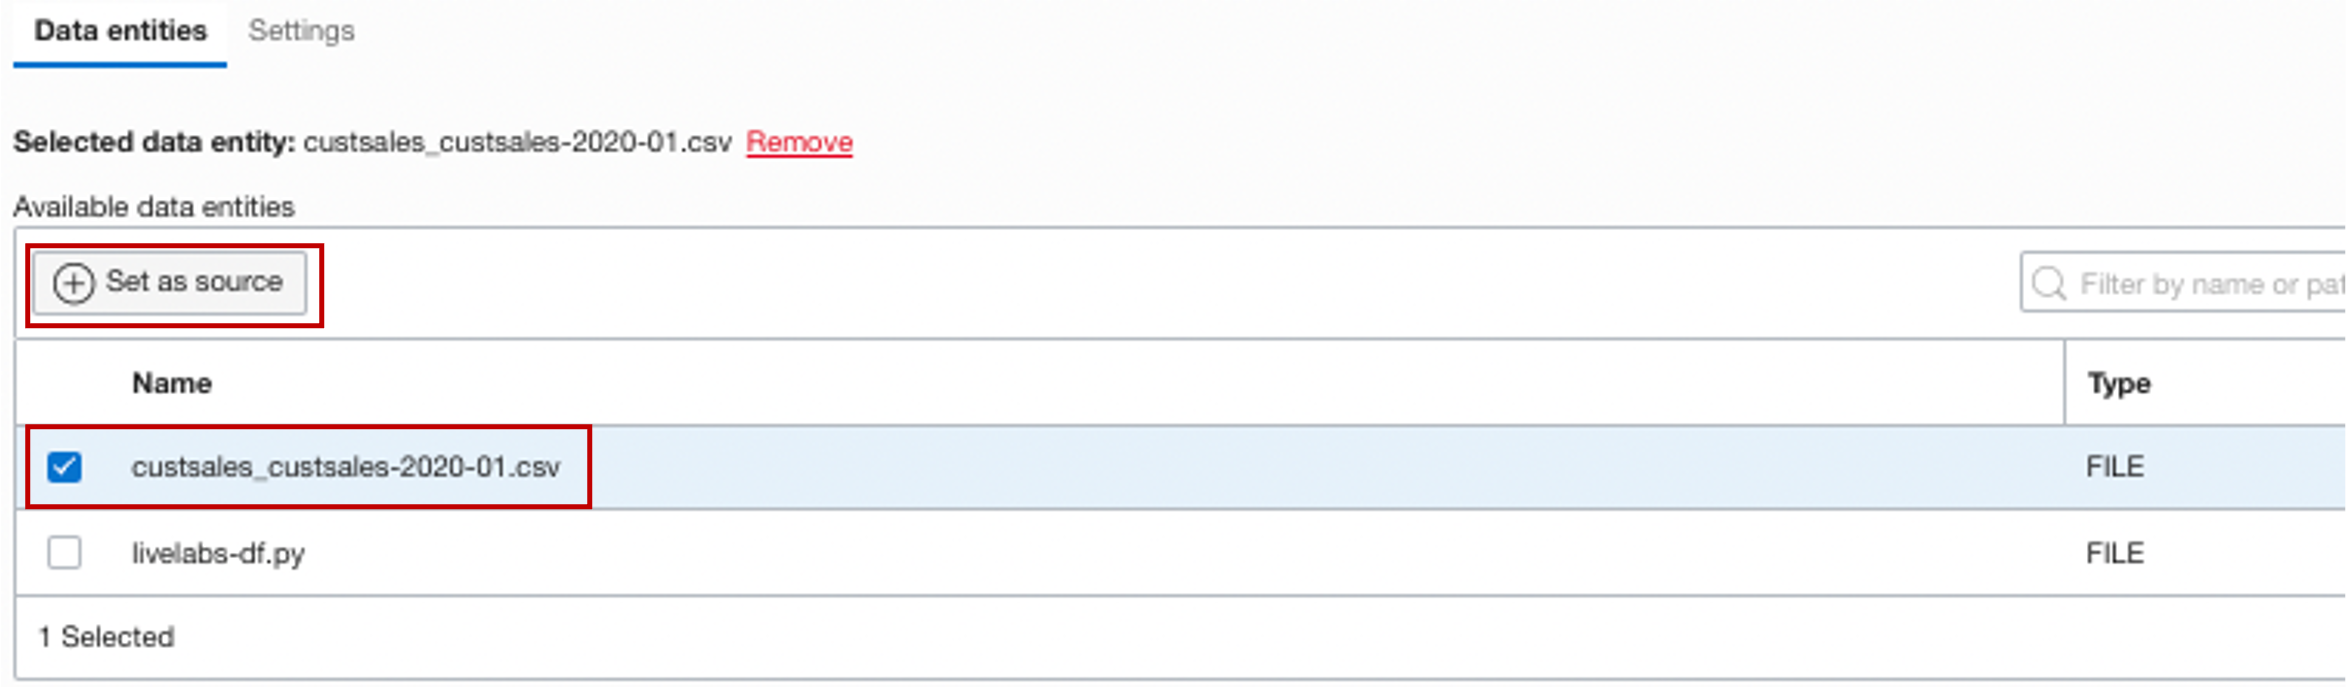 Data entities Settings
Selected data entity: custsales_custsales-2020-01.csv Remove
Available data entities
Set as source Filter by name or pat
Name Type
custsales_custsales-2020-01.csv FILE
livelabs-df.py FILE
1 Selected